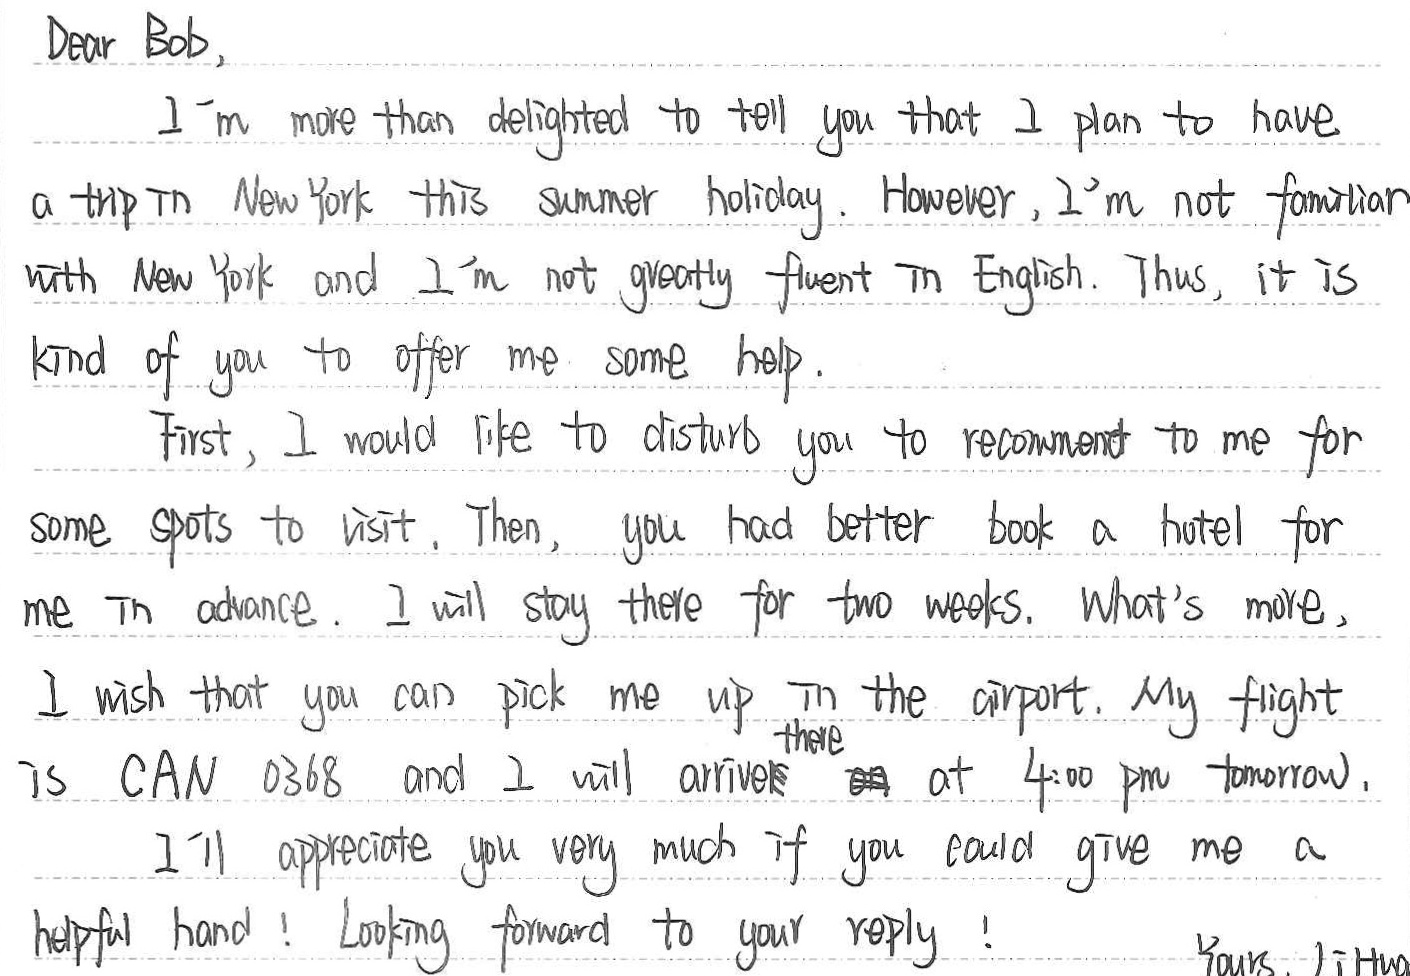 Dear Bob,
I'm more than delighted to tell you that I plan to have
a trip in New York this summer holiday. However, I'm not familiar
with New York and I'm not greatly fluent in English. Thus, it is
kind of you to offer me some help.
First, I would like to disturb you to recommend to me for
some spots to visit. Then, you had better book a hotel for
me in advance. I will stay there for two weeks. What's more,
I wish that you can pick me up in the airport. My flight
there
is CAN 0368 and I will arrive at 4:00 pm tomorrow.
I'll appreciate you very much if you could give me a
helpful hand! Looking forward to your reply!
Yours, Li Hua